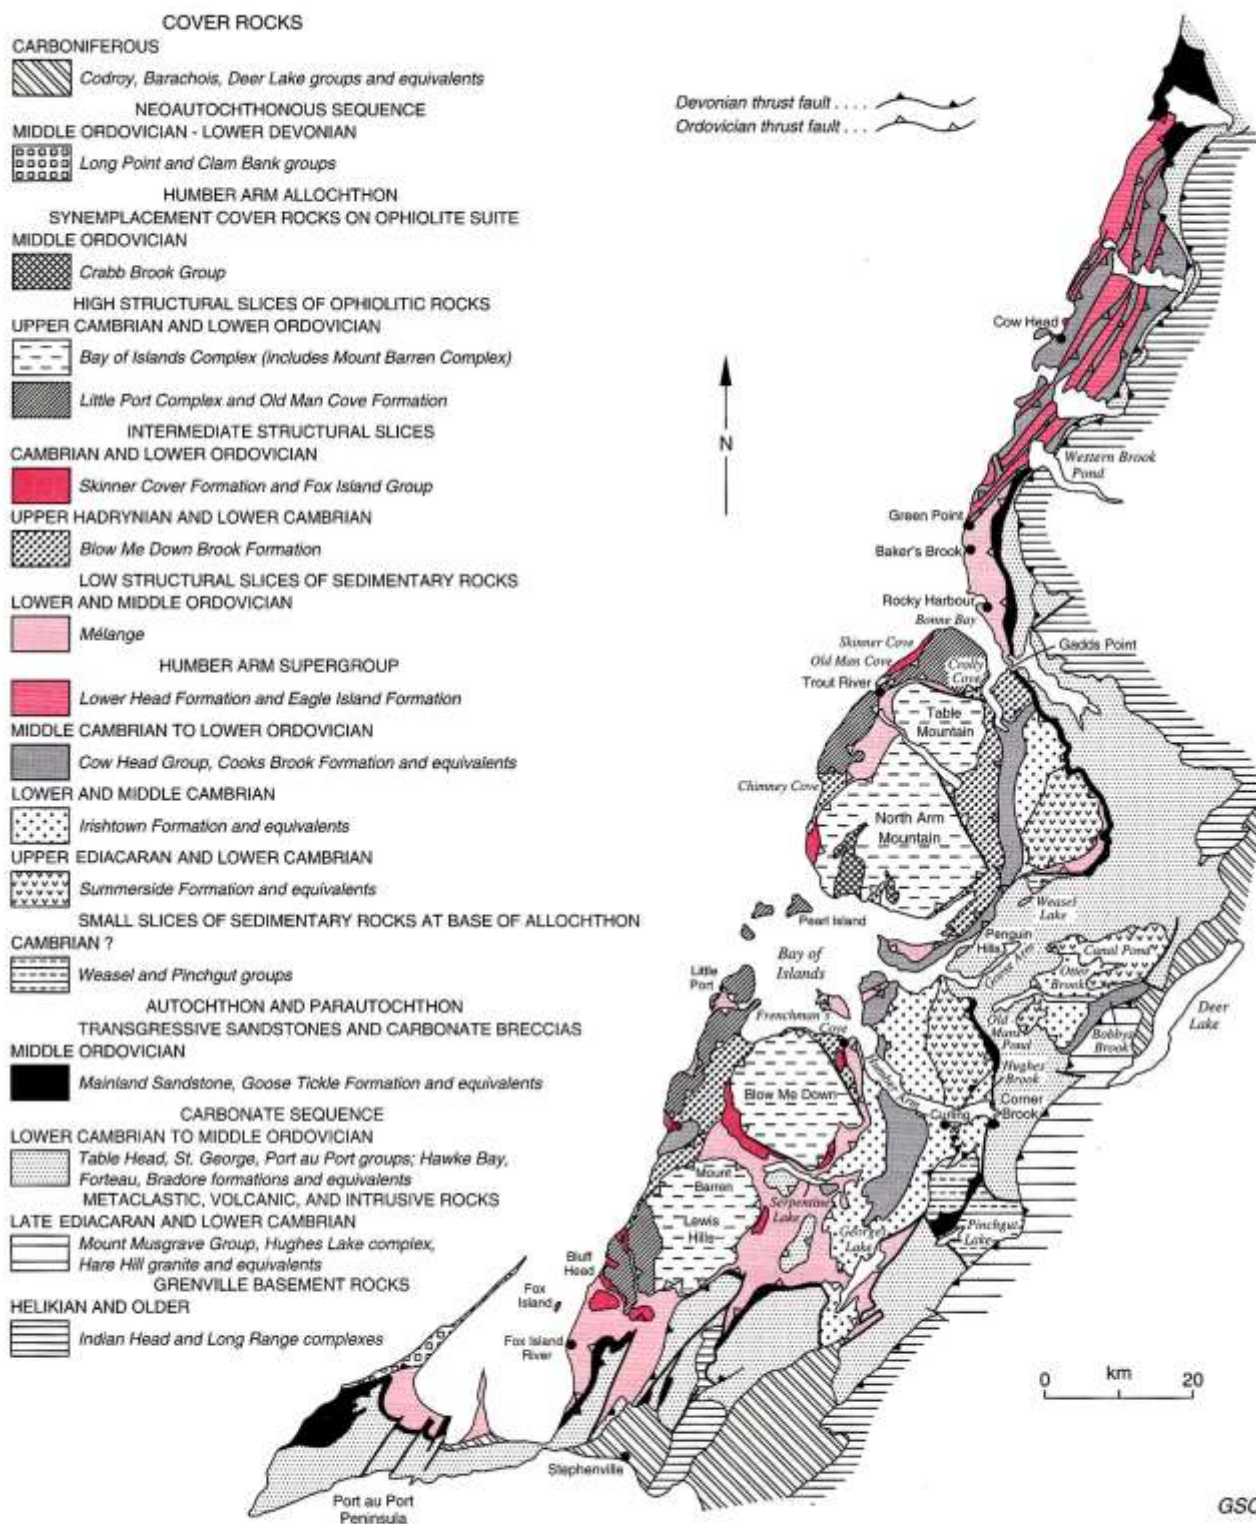 COVER ROCKS
CARBONIFEROUS
Codroy, Barachois, Deer Lake groups and equivalents
NEOAUTOCHTHONOUS SEQUENCE
MIDDLE ORDOVICIAN - LOWER DEVONIAN
Long Point and Clam Bank groups
HUMBER ARM ALLOCHTHON
SYNEMPLACEMENT COVER ROCKS ON OPHIOLITE SUITE
MIDDLE ORDOVICIAN
Crabb Brook Group
HIGH STRUCTURAL SLICES OF OPHIOLITIC ROCKS
UPPER CAMBRIAN AND LOWER ORDOVICIAN
Bay of Islands Complex (includes Mount Barren Complex)
Little Port Complex and Old Man Cove Formation
INTERMEDIATE STRUCTURAL SLICES
CAMBRIAN AND LOWER ORDOVICIAN
Skinner Cover Formation and Fox Island Group
UPPER HADRYNIAN AND LOWER CAMBRIAN
Blow Me Down Brook Formation
LOW STRUCTURAL SLICES OF SEDIMENTARY ROCKS
LOWER AND MIDDLE ORDOVICIAN
Mélange
HUMBER ARM SUPERGROUP
Lower Head Formation and Eagle Island Formation
MIDDLE CAMBRIAN TO LOWER ORDOVICIAN
Cow Head Group, Cooks Brook Formation and equivalents
LOWER AND MIDDLE CAMBRIAN
Irishtown Formation and equivalents
UPPER EDIACARAN AND LOWER CAMBRIAN
Summerside Formation and equivalents
SMALL SLICES OF SEDIMENTARY ROCKS AT BASE OF ALLOCHTHON
CAMBRIAN ?
Weasel and Pinchgut groups
AUTOCHTHON AND PARAUTOCHTHON
TRANSGRESSIVE SANDSTONES AND CARBONATE BRECCIAS
MIDDLE ORDOVICIAN
Mainland Sandstone, Goose Tickle Formation and equivalents
CARBONATE SEQUENCE
LOWER CAMBRIAN TO MIDDLE ORDOVICIAN
Table Head, St. George, Port au Port groups; Hawke Bay,
Forteau, Bradore formations and equivalents
METACLASTIC, VOLCANIC, AND INTRUSIVE ROCKS
LATE EDIACARAN AND LOWER CAMBRIAN
Mount Musgrave Group, Hughes Lake complex,
Hare Hill granite and equivalents
GRENVILLE BASEMENT ROCKS
HELIKIAN AND OLDER
Indian Head and Long Range complexes
Devonian thrust fault . . . .
Ordovician thrust fault . . .
N
Cow Head
Western Brook
Pond
Green Point
Baker's Brook
Rocky Harbour
Bonne Bay
Gadds Point
Skinner Cove
Old Man Cove
Crolly
Cove
Trout River
Table
Mountain
Chimney Cove
North Arm
Mountain
Weasel
Lake
Pearl Island
Penguin
Hills
Goose Arm
Canal Pond
Otter
Brook
Bay of
Islands
Little
Port
Frenchman's
Cove
Old
Mans
Pond
Bobbys
Brook
Deer
Lake
Hughes
Brook
Blow Me Down
Humber Arm
Curling
Corner
Brook
Mount
Barren
Serpentine
Lake
Lewis
Hills
Georges
Lake
Pinchgut
Lake
Bluff
Head
Fox
Island
Fox Island
River
km
0 20
Stephenville
Port au Port
Peninsula
GSC